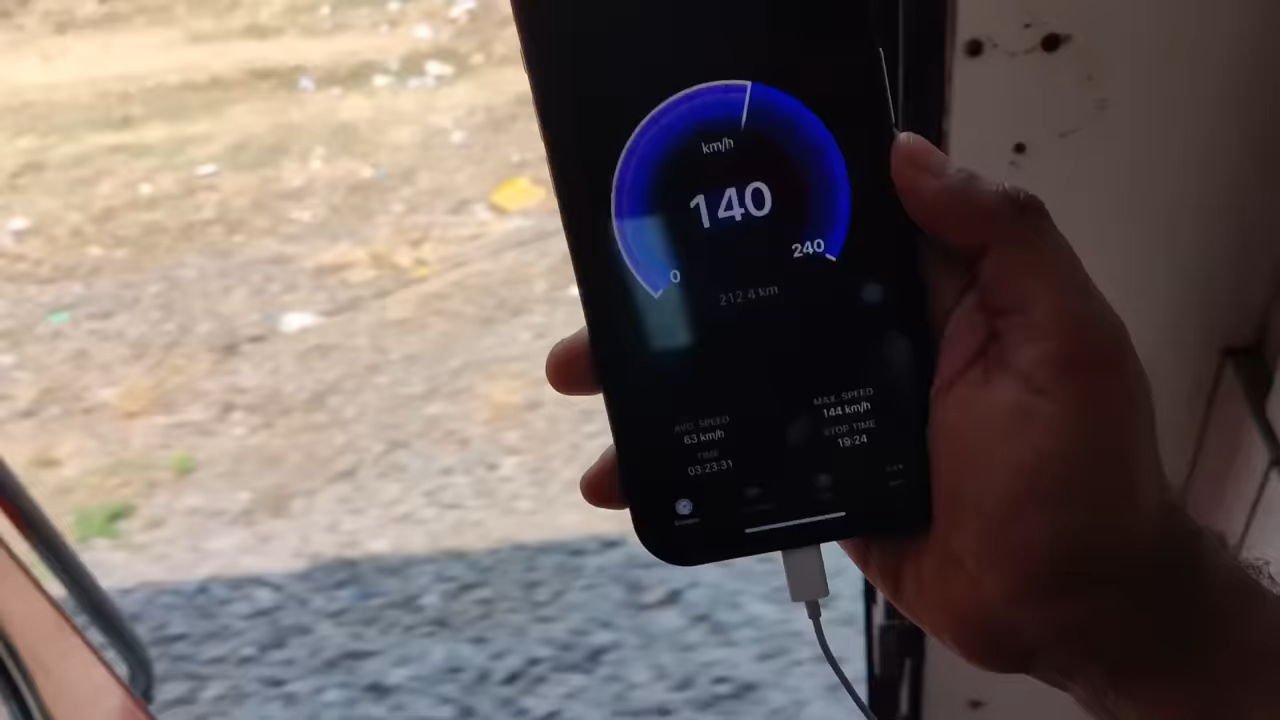 km/h
140
0
240
212.4 km
AVG. SPEED
63 km/h
MAX. SPEED
144 km/h
TIME
03:23:31
STOP TIME
19:24